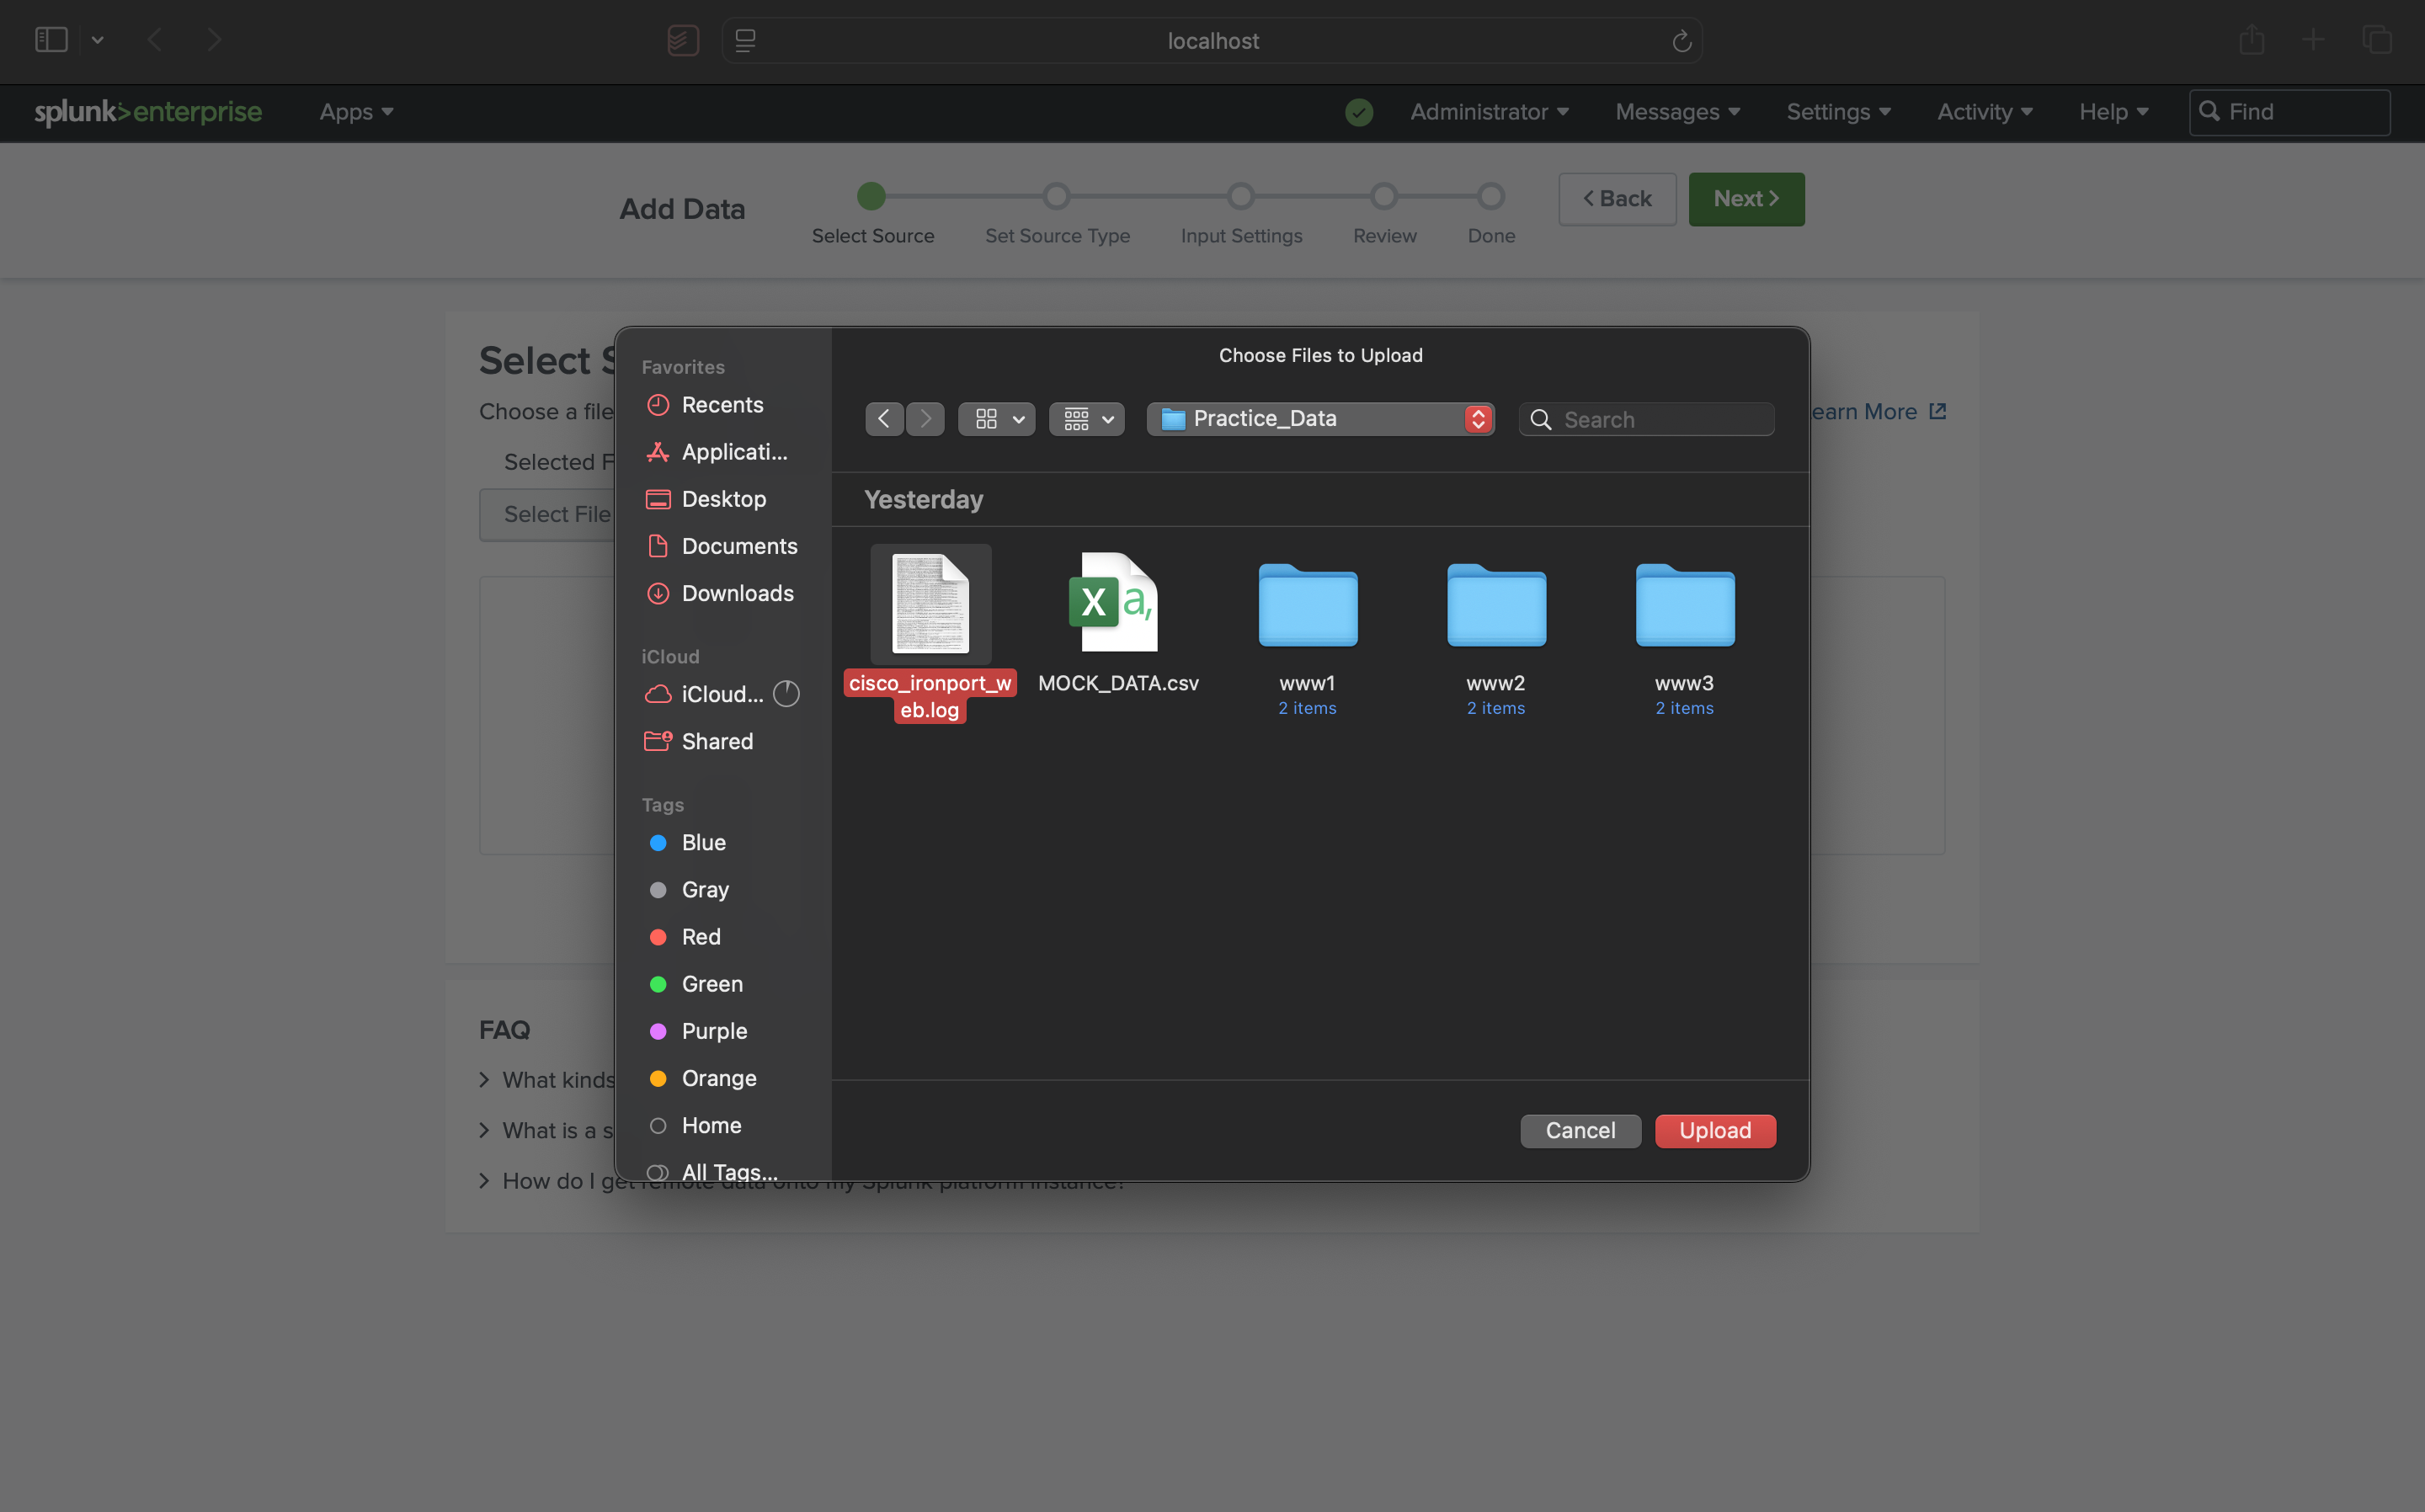 localhost
splunk>enterprise
Apps
Administrator
Messages
Settings
Activity
Help
Find
Add Data
Select Source
Set Source Type
Input Settings
Review
Done
< Back
Next >
Select S
Choose a file
earn More
Selected F
Select File
Favorites
Recents
Applicati...
Desktop
Documents
Downloads
iCloud
iCloud...
Shared
Tags
Blue
Gray
Red
Green
Purple
Orange
Home
All Tags...
Choose Files to Upload
Practice_Data
Search
Yesterday
cisco_ironport_w
eb.log
MOCK_DATA.csv
www1
2 items
www2
2 items
www3
2 items
Cancel
Upload
FAQ
What kinds
What is a s
How do I get remote data onto my Splunk platform instance?